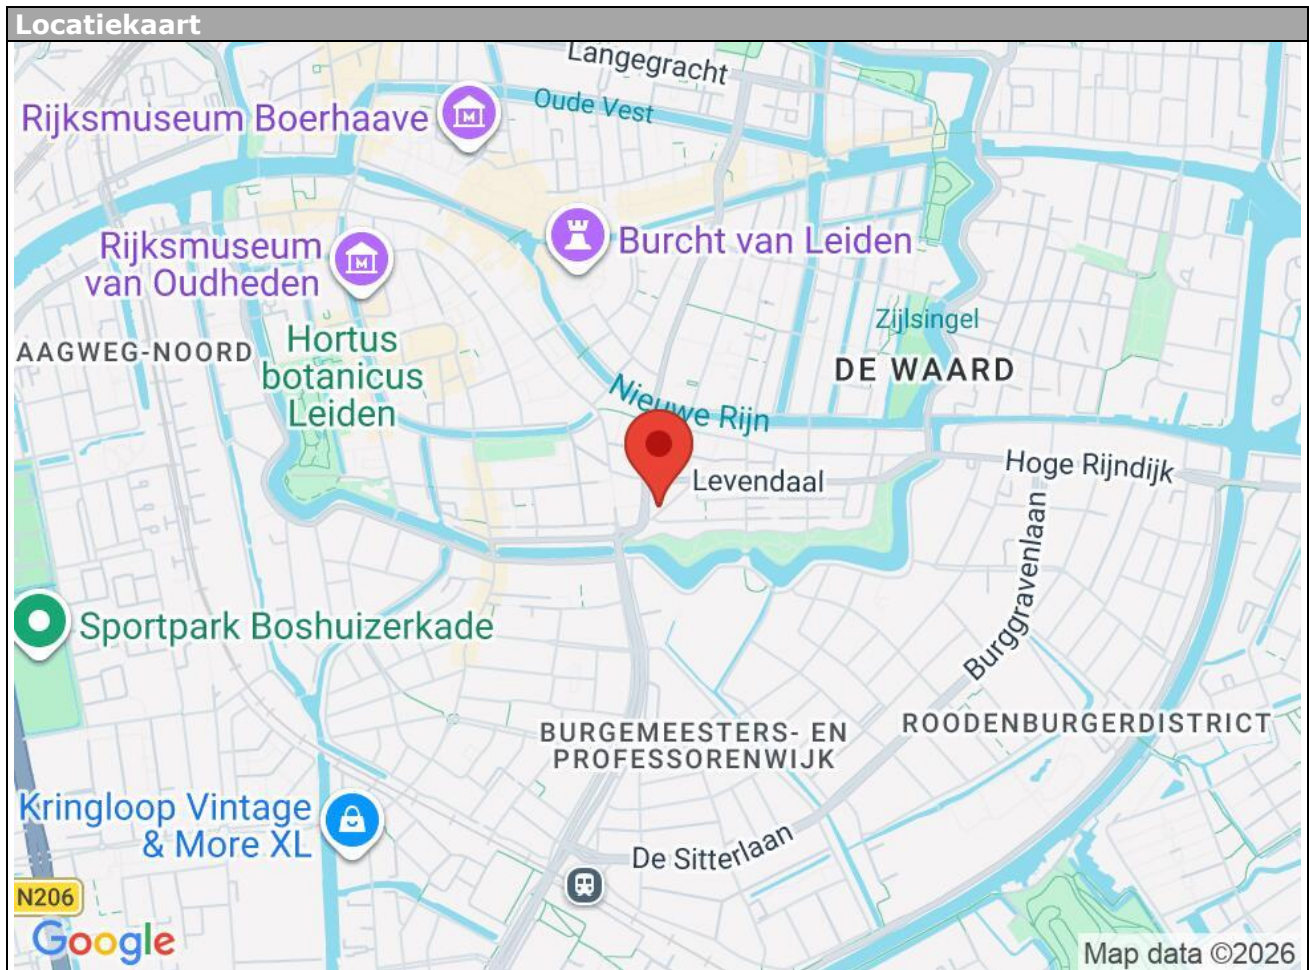 Locatiekaart
Langegracht
Oude Vest
Rijksmuseum Boerhaave
M
Rijksmuseum
van Oudheden
M
Burcht van Leiden
Zijlsingel
AAGWEG-NOORD
Hortus
botanicus
Leiden
DE WAARD
Nieuwe Rijn
Levendaal
Hoge Rijndijk
Burggravenlaan
Sportpark Boshuizerkade
BURGEMEESTERS- EN
PROFESSORENWIJK
ROODENBURGERDISTRICT
Kringloop Vintage
& More XL
De Sitterlaan
N206
Google
Map data ©2026